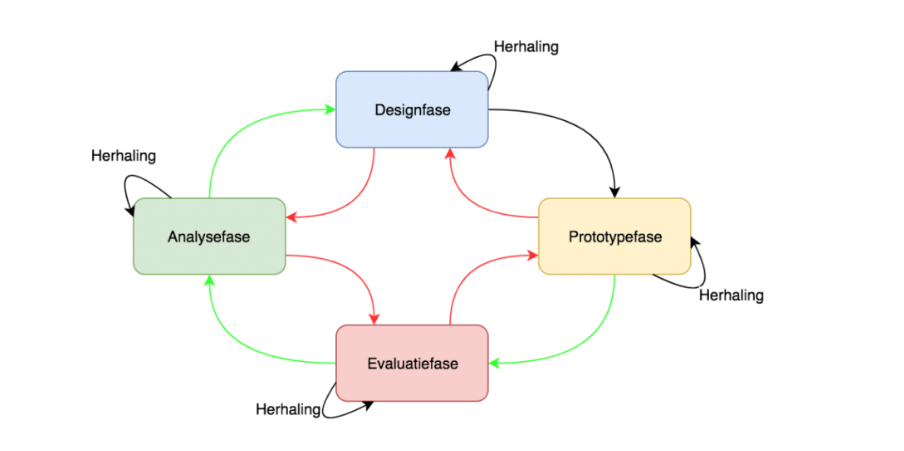 Herhaling
Designfase
Herhaling
Analysefase
Prototypefase
Herhaling
Evaluatiefase
Herhaling